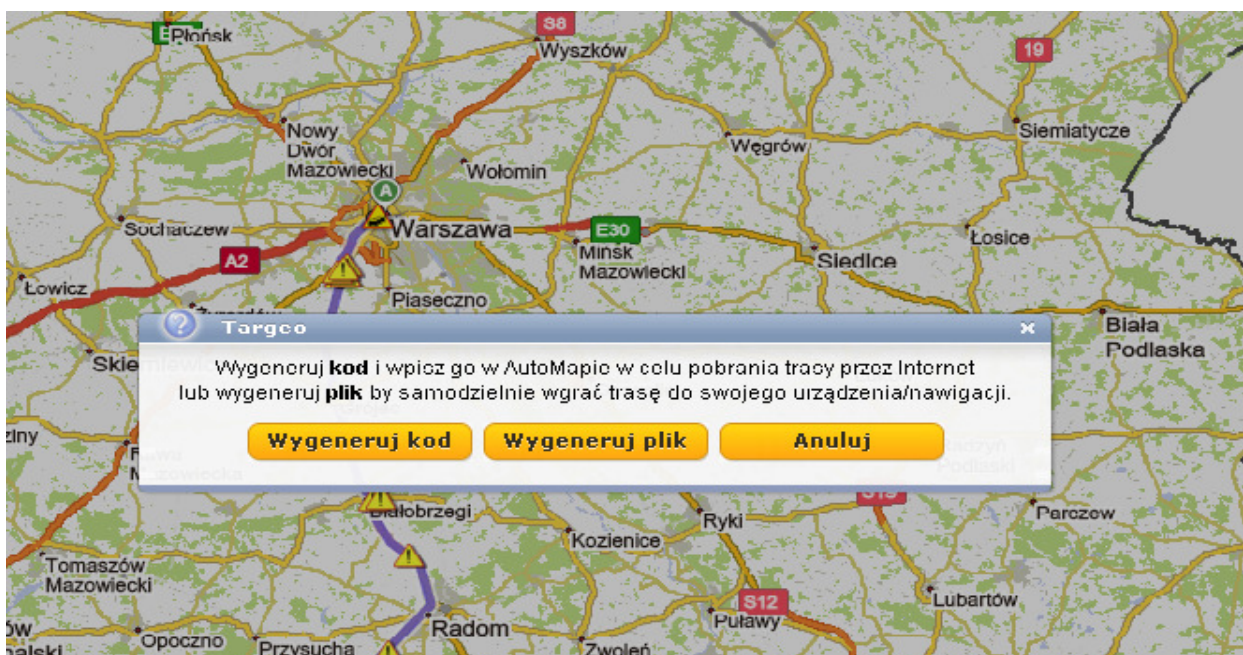 S8
Płońsk
Wyszków
19
Nowy
Dwór
Mazowiecki
Siemiatycze
Węgrów
Wołomin
A
Sochaczew
Warszawa
E30
Mińsk
Mazowiecki
Łosice
A2
Siedlce
Łowicz
Piaseczno
Biała
Podlaska
Targeo
Wygeneruj kod i wpisz go w AutoMapie w celu pobrania trasy przez Internet
lub wygeneruj plik by samodzielnie wgrać trasę do swojego urządzenia/nawigacji.
Wygeneruj kod
Wygeneruj plik
Anuluj
Podlaski
Białobrzegi
Ryki
Parczew
Kozienice
Tomaszów
Mazowiecki
S12
Lubartów
Puławy
Radom
Opoczno
Przysucha
Zwoleń